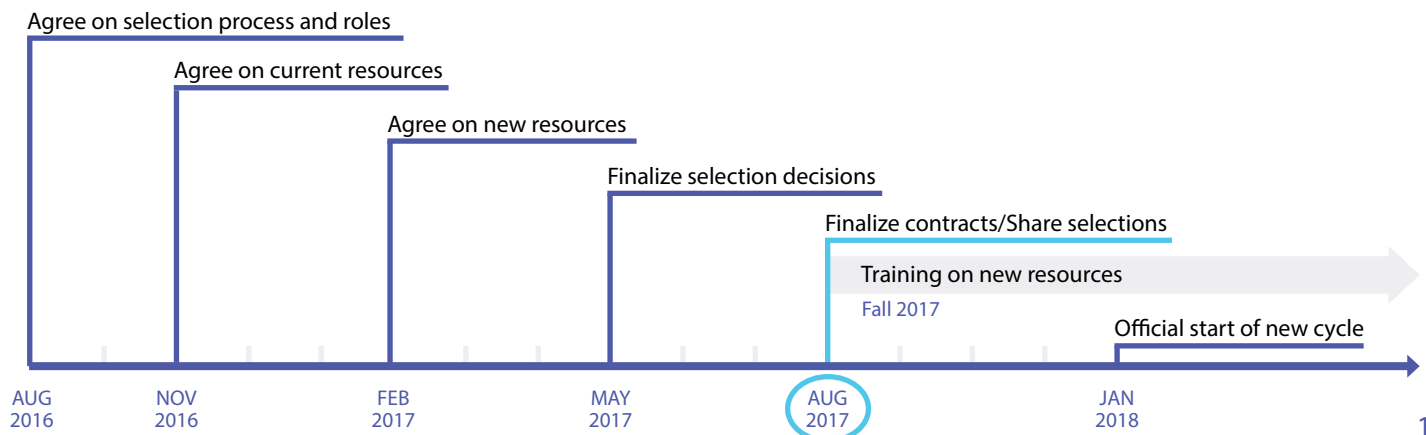 Agree on selection process and roles
Agree on current resources
Agree on new resources
Finalize selection decisions
Finalize contracts/Share selections
Training on new resources
Fall 2017
Official start of new cycle
AUG
2016
NOV
2016
FEB
2017
MAY
2017
AUG
2017
JAN
2018
1